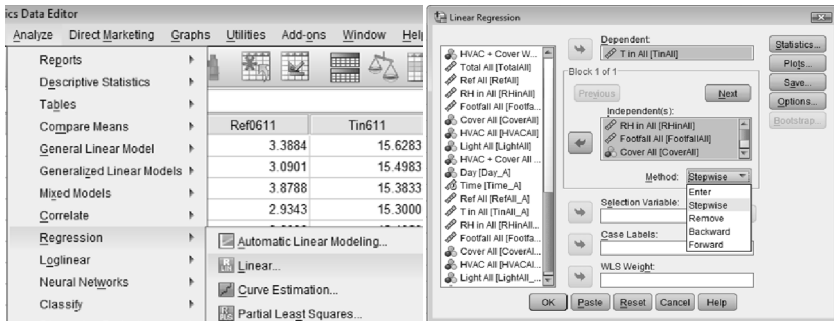 ics Data Editor
Analyze Direct Marketing Graphs Utilities Add-ons Window Help
Reports
Descriptive Statistics
Tables
Compare Means
General Linear Model
Generalized Linear Models
Mixed Models
Correlate
Regression
Loglinear
Neural Networks
Classify
Ref0611 Tin611
3.3884 15.6283
3.0901 15.4983
3.8788 15.3833
2.9343 15.3000
Automatic Linear Modeling...
Linear...
Curve Estimation...
Partial Least Squares...
Linear Regression
HVAC + Cover W...
Total All [TotalAll]
Ref All [RefAll]
RH in All [RHinAll]
Footfall All [Footfa...
Cover All [CoverAll]
HVAC All [HVACAll]
Light All [LightAll]
HVAC + Cover All ...
Day [Day_A]
Time [Time_A]
Ref All [RefAll_A]
T in All [TinAll_A]
RH in All [RHinAll...
Footfall All [Footfa...
Cover All [CoverAl...
HVAC All [HVACAl...
Light All [LightAll_...
Dependent:
T in All [TinAll]
Block 1 of 1
Previous Next
Independent(s):
RH in All [RHinAll]
Footfall All [FootfallAll]
Cover All [CoverAll]
Method: Stepwise
Enter
Stepwise
Remove
Backward
Forward
Selection Variable:
Case Labels:
WLS Weight:
Statistics...
Plots...
Save...
Options...
Bootstrap...
OK Paste Reset Cancel Help